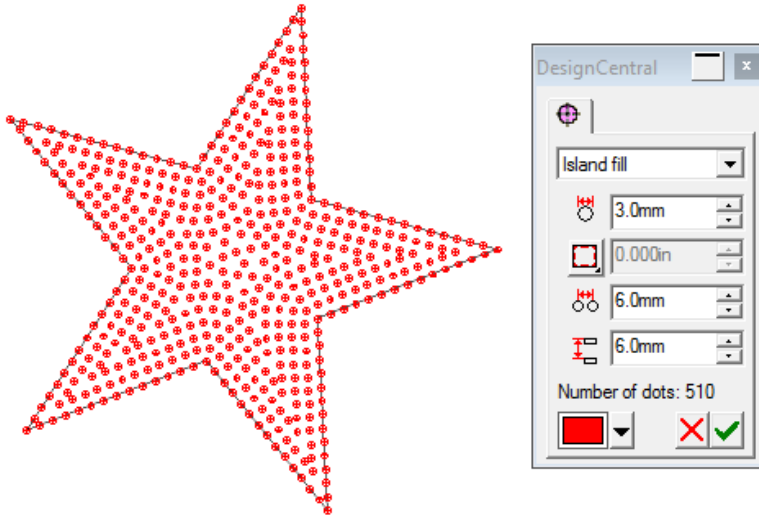 DesignCentral
Island fill
3.0mm
0.000in
6.0mm
6.0mm
Number of dots: 510